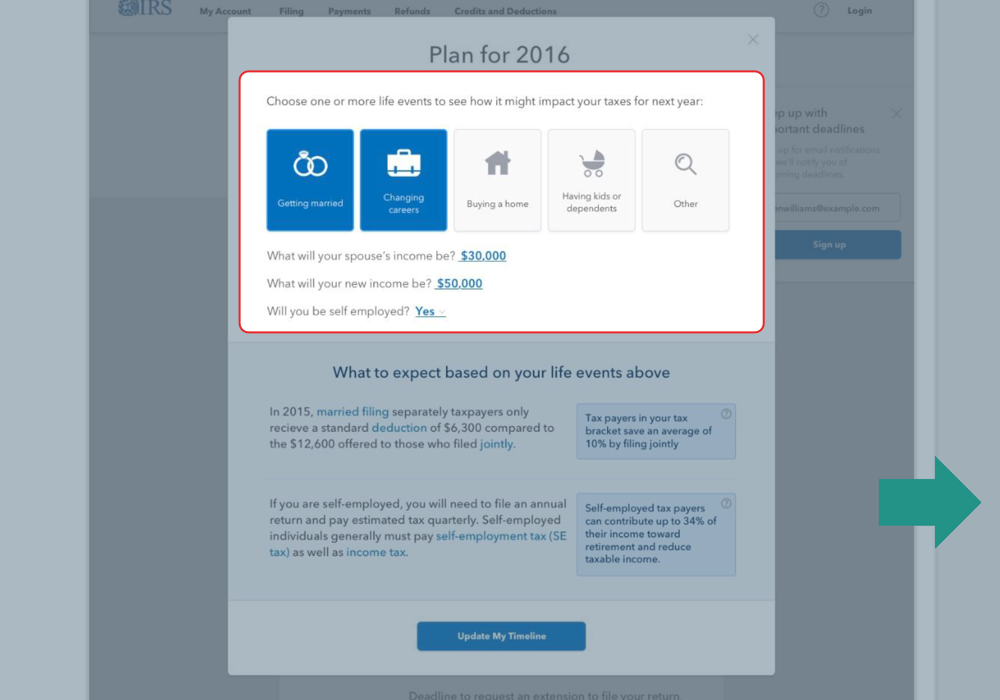 IRS My Account Filing Payments Refunds Credits and Deductions ? Login
Plan for 2016
Choose one or more life events to see how it might impact your taxes for next year:
Getting married
Changing
careers
Buying a home
Having kids or
dependents
Other
What will your spouse's income be? $30,000
What will your new income be? $50,000
Will you be self employed? Yes
p up with
ortant deadlines
up for email notifications
we'll notify you of
ming deadlines.
nwilliams@example.com
Sign up
What to expect based on your life events above
In 2015, married filing separately taxpayers only
recieve a standard deduction of $6,300 compared to
the $12,600 offered to those who filed jointly.
Tax payers in your tax ?
bracket save an average of
10% by filing jointly
If you are self-employed, you will need to file an annual
return and pay estimated tax quarterly. Self-employed
individuals generally must pay self-employment tax (SE
tax) as well as income tax.
Self-employed tax payers ?
can contribute up to 34% of
their income toward
retirement and reduce
taxable income.
Update My Timeline
Deadline to request an extension to file your return.